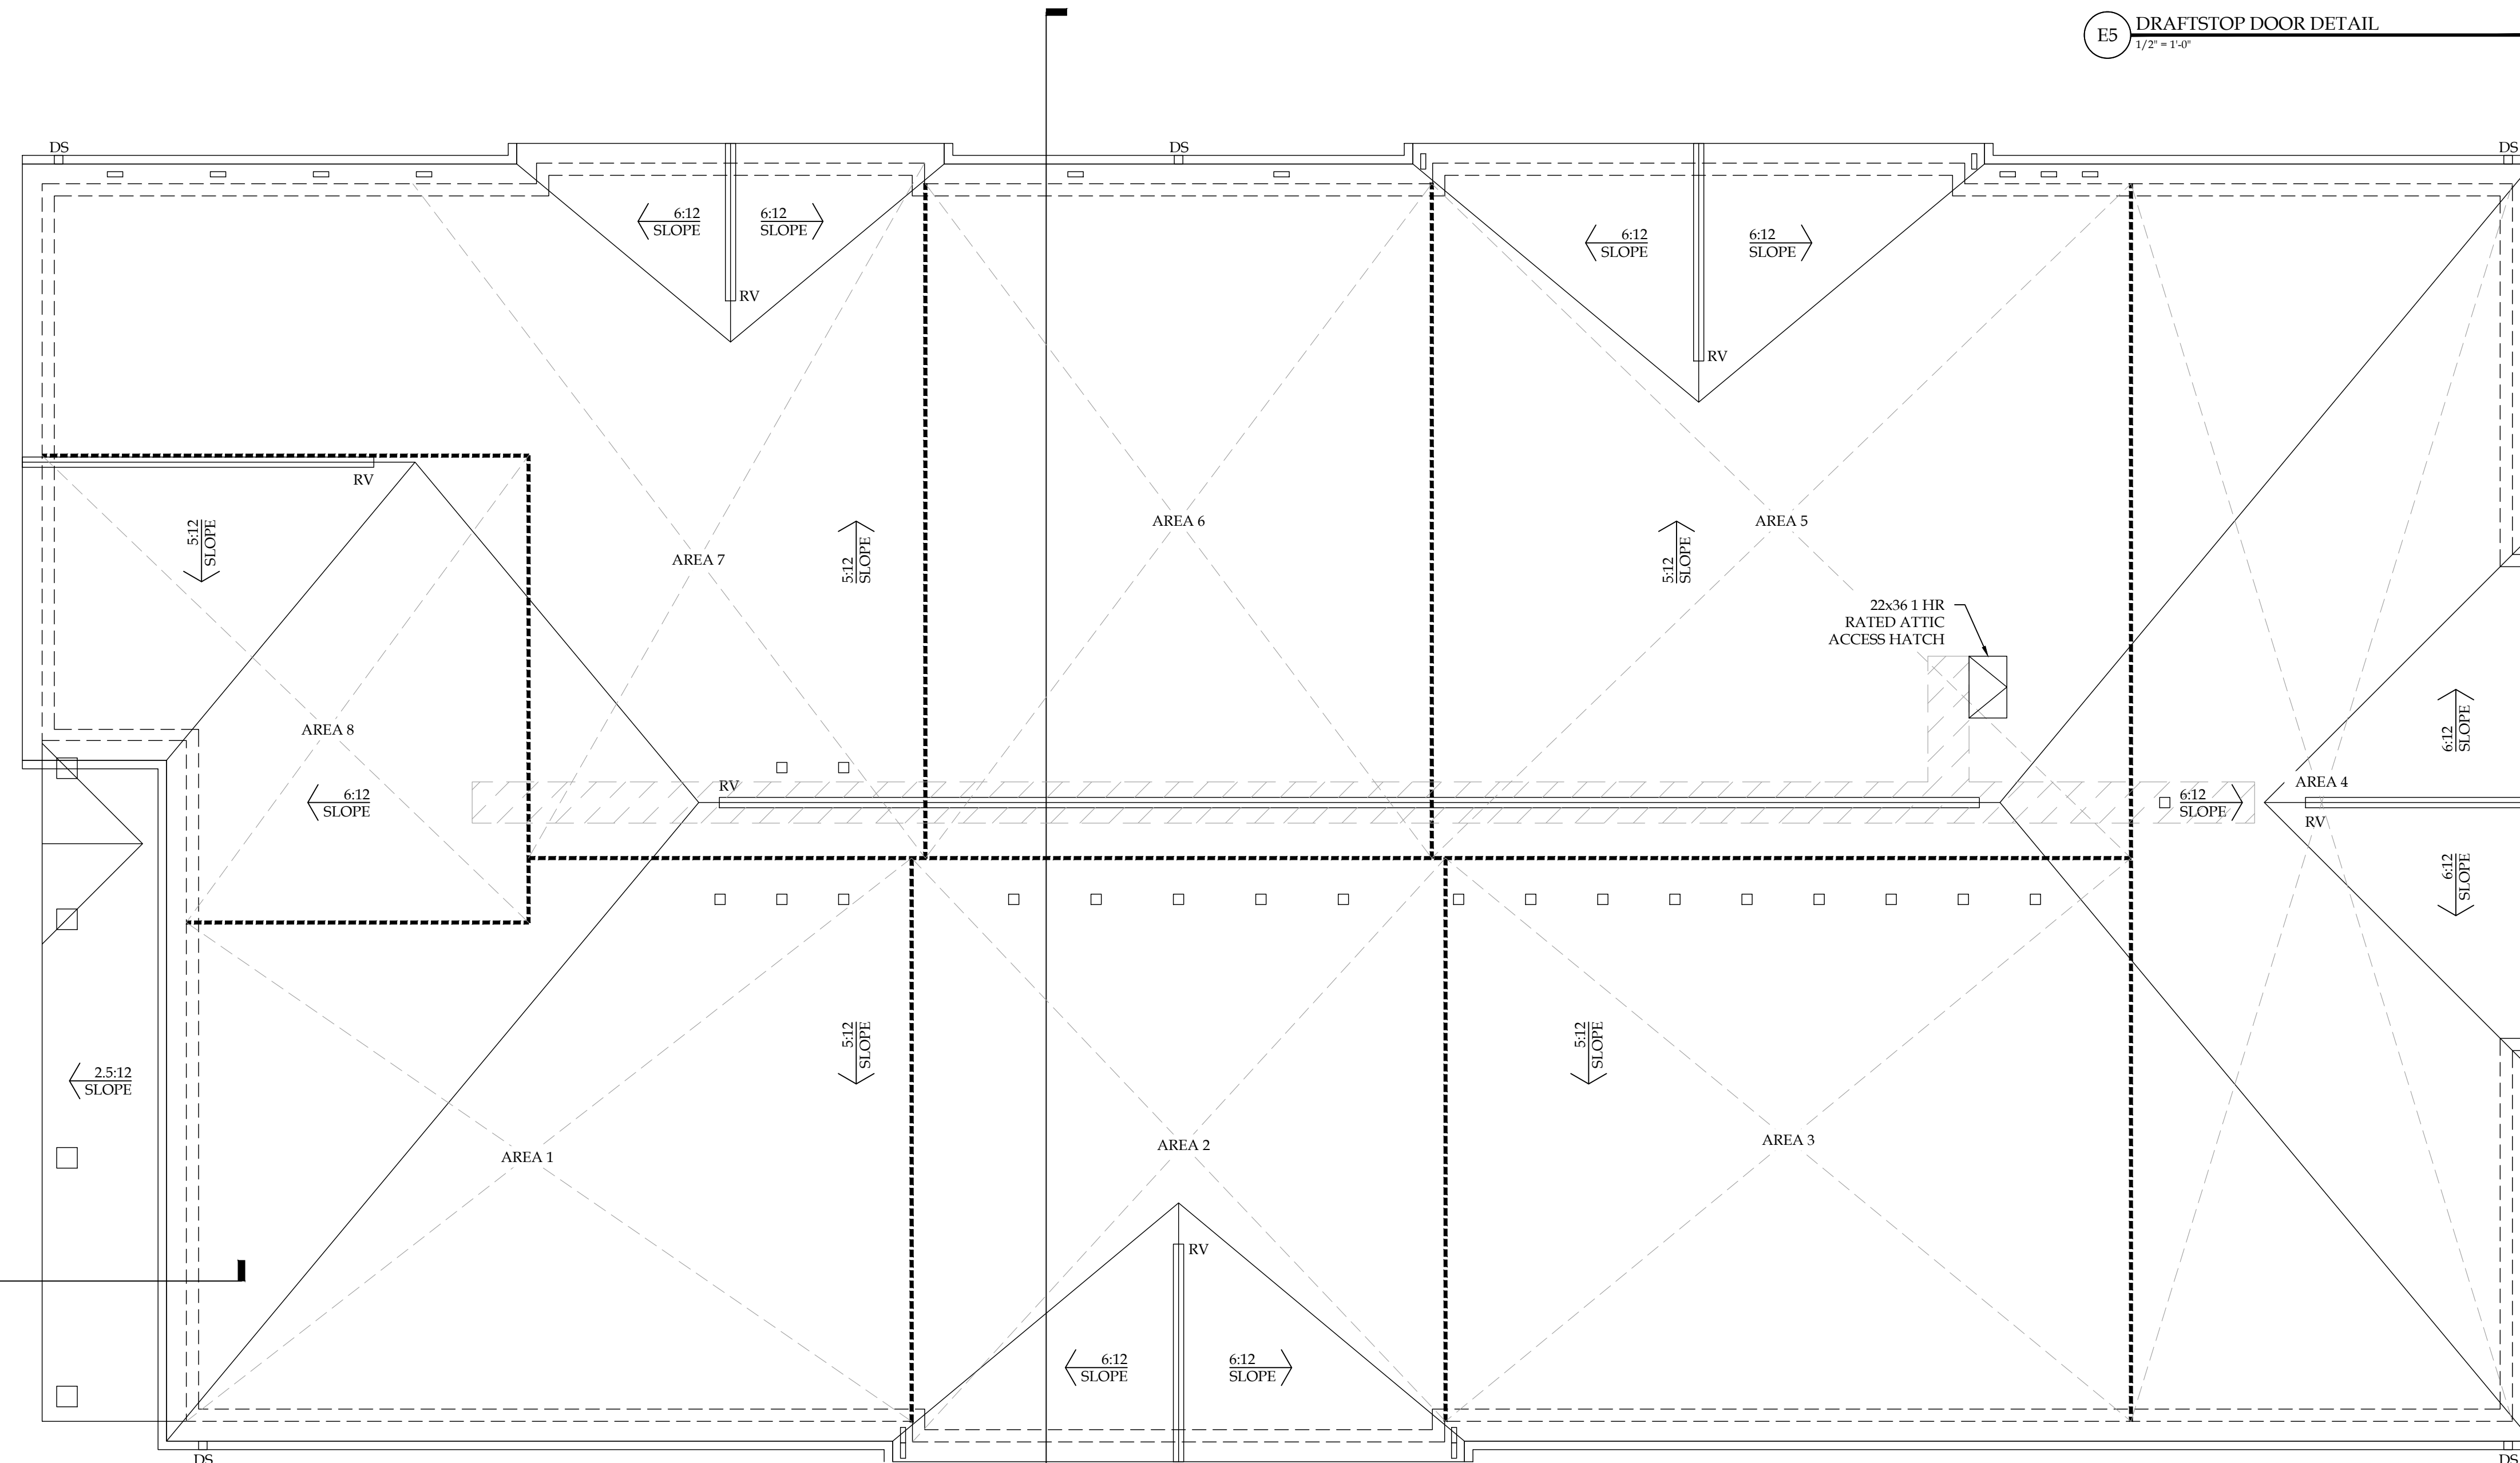 E5
DRAFTSTOP DOOR DETAIL
1/2" = 1'-0"
DS
DS
DS
6:12
SLOPE
6:12
SLOPE
RV
6:12
SLOPE
6:12
SLOPE
RV
RV
5:12
SLOPE
AREA 7
5:12
SLOPE
AREA 6
5:12
SLOPE
AREA 5
22x36 1 HR
RATED ATTIC
ACCESS HATCH
AREA 8
6:12
SLOPE
RV
6:12
SLOPE
AREA 4
RV
6:12
SLOPE
6:12
SLOPE
2.5:12
SLOPE
5:12
SLOPE
5:12
SLOPE
AREA 1
AREA 2
AREA 3
RV
6:12
SLOPE
6:12
SLOPE
DS
DS